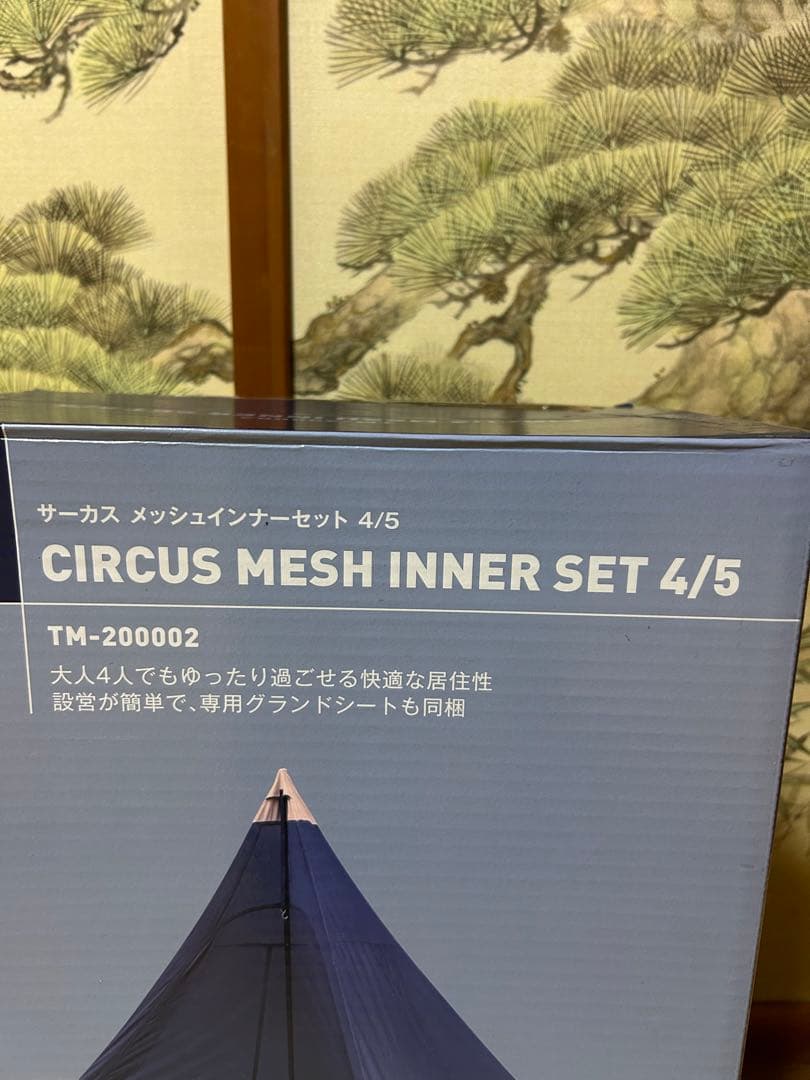 サーカス メッシュインナーセット 4/5
CIRCUS MESH INNER SET 4/5
TM-200002
大人4人でもゆったり過ごせる快適な居住性
設営が簡単で、専用グランドシートも同梱